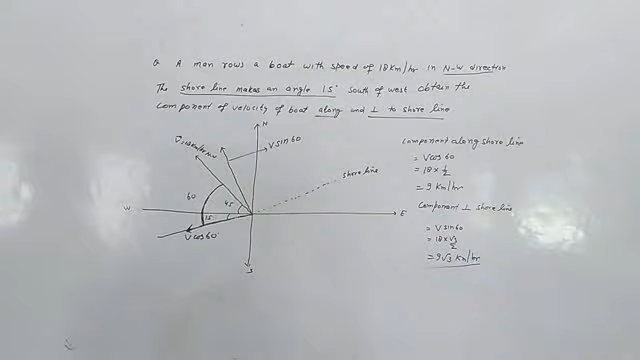 Q A man rows a boat with speed of 18 Km/hr in N-W direction
The shore line makes an angle 15° south of west obtain the
component of velocity of boat along and ⊥ to shore line
N
V sin 60
shore line
60
45
15
W
E
V cos 60
S
Component along shore line
= V cos 60
= 18 × 1/2
= 9 Km/hr
Component ⊥ shore line
= V sin 60
= 18 × √3/2
= 9√3 Km/hr